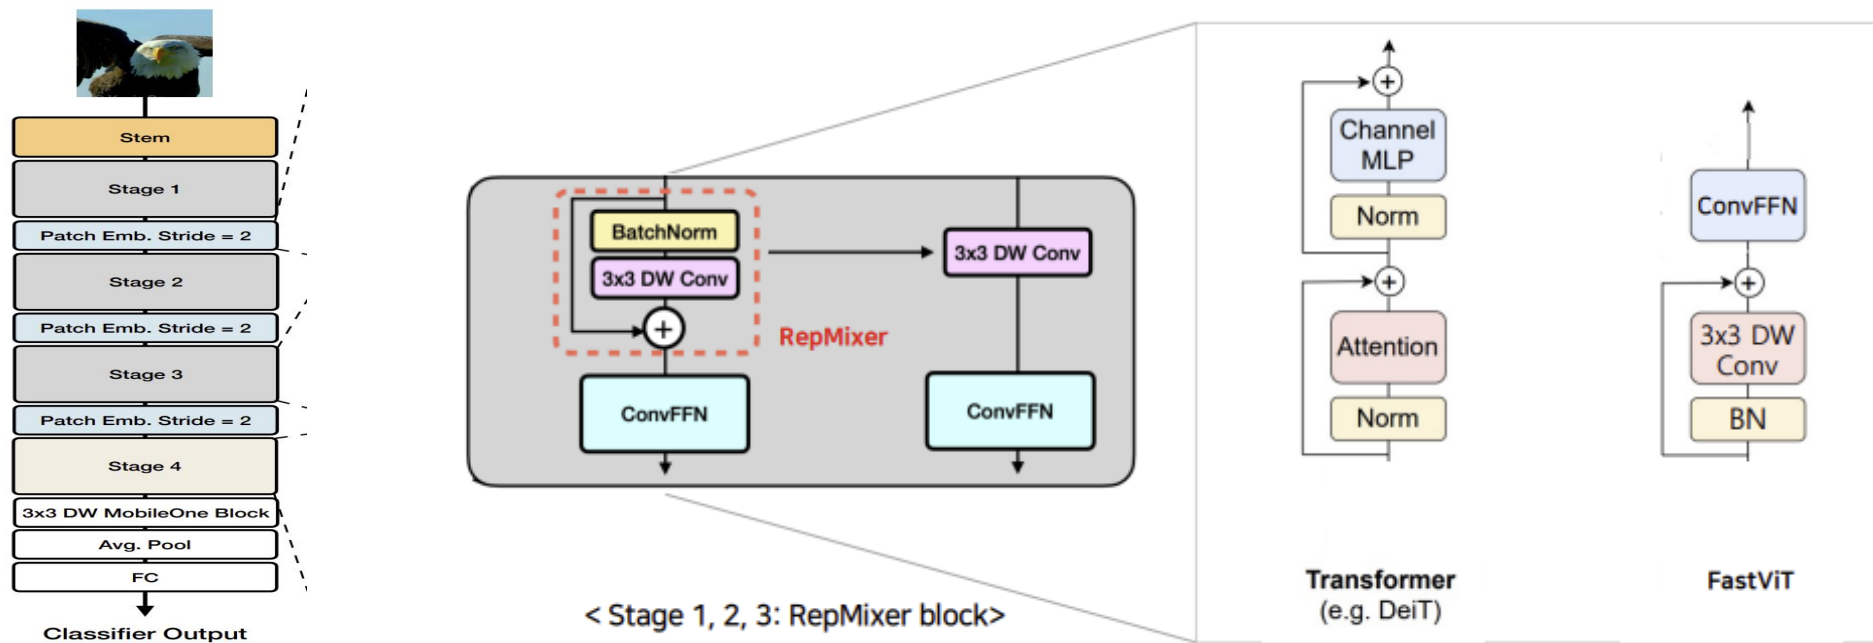 Stem
Stage 1
Patch Emb. Stride = 2
Stage 2
Patch Emb. Stride = 2
Stage 3
Patch Emb. Stride = 2
Stage 4
3x3 DW MobileOne Block
Avg. Pool
FC
Classifier Output
BatchNorm
3x3 DW Conv
+
RepMixer
ConvFFN
3x3 DW Conv
ConvFFN
< Stage 1, 2, 3: RepMixer block>
+
Channel
MLP
Norm
+
Attention
Norm
Transformer
(e.g. DeiT)
ConvFFN
+
3x3 DW
Conv
BN
FastViT